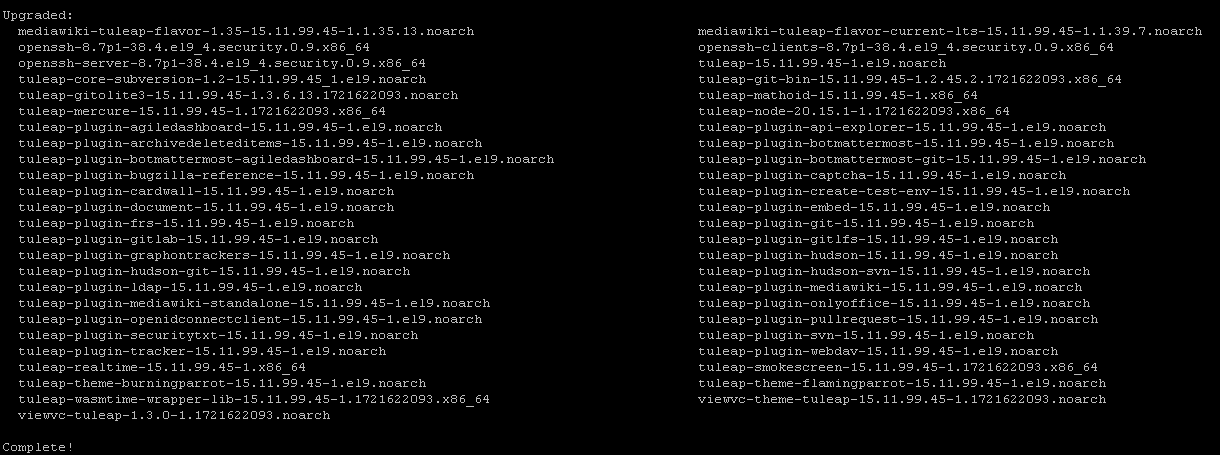 Upgraded:
mediawiki-tuleap-flavor-1.35-15.11.99.45-1.1.35.13.noarch mediawiki-tuleap-flavor-current-lts-15.11.99.45-1.1.39.7.noarch
openssh-8.7p1-38.4.el9_4.security.0.9.x86_64 openssh-clients-8.7p1-38.4.el9_4.security.0.9.x86_64
openssh-server-8.7p1-38.4.el9_4.security.0.9.x86_64 tuleap-15.11.99.45-1.el9.noarch
tuleap-core-subversion-1.2-15.11.99.45_1.el9.noarch tuleap-git-bin-15.11.99.45-1.2.45.2.1721622093.x86_64
tuleap-gitolite3-15.11.99.45-1.3.6.13.1721622093.noarch tuleap-mathoid-15.11.99.45-1.x86_64
tuleap-mercure-15.11.99.45-1.1721622093.x86_64 tuleap-node-20.15.1-1.1721622093.x86_64
tuleap-plugin-agiledashboard-15.11.99.45-1.el9.noarch tuleap-plugin-api-explorer-15.11.99.45-1.el9.noarch
tuleap-plugin-archivedeleteditems-15.11.99.45-1.el9.noarch tuleap-plugin-botmattermost-15.11.99.45-1.el9.noarch
tuleap-plugin-botmattermost-agiledashboard-15.11.99.45-1.el9.noarch tuleap-plugin-botmattermost-git-15.11.99.45-1.el9.noarch
tuleap-plugin-bugzilla-reference-15.11.99.45-1.el9.noarch tuleap-plugin-captcha-15.11.99.45-1.el9.noarch
tuleap-plugin-cardwall-15.11.99.45-1.el9.noarch tuleap-plugin-create-test-env-15.11.99.45-1.el9.noarch
tuleap-plugin-document-15.11.99.45-1.el9.noarch tuleap-plugin-embed-15.11.99.45-1.el9.noarch
tuleap-plugin-frs-15.11.99.45-1.el9.noarch tuleap-plugin-git-15.11.99.45-1.el9.noarch
tuleap-plugin-gitlab-15.11.99.45-1.el9.noarch tuleap-plugin-gitlfs-15.11.99.45-1.el9.noarch
tuleap-plugin-graphontrackers-15.11.99.45-1.el9.noarch tuleap-plugin-hudson-15.11.99.45-1.el9.noarch
tuleap-plugin-hudson-git-15.11.99.45-1.el9.noarch tuleap-plugin-hudson-svn-15.11.99.45-1.el9.noarch
tuleap-plugin-ldap-15.11.99.45-1.el9.noarch tuleap-plugin-mediawiki-15.11.99.45-1.el9.noarch
tuleap-plugin-mediawiki-standalone-15.11.99.45-1.el9.noarch tuleap-plugin-onlyoffice-15.11.99.45-1.el9.noarch
tuleap-plugin-openidconnectclient-15.11.99.45-1.el9.noarch tuleap-plugin-pullrequest-15.11.99.45-1.el9.noarch
tuleap-plugin-securitytxt-15.11.99.45-1.el9.noarch tuleap-plugin-svn-15.11.99.45-1.el9.noarch
tuleap-plugin-tracker-15.11.99.45-1.el9.noarch tuleap-plugin-webdav-15.11.99.45-1.el9.noarch
tuleap-realtime-15.11.99.45-1.x86_64 tuleap-smokescreen-15.11.99.45-1.1721622093.x86_64
tuleap-theme-burningparrot-15.11.99.45-1.el9.noarch tuleap-theme-flamingparrot-15.11.99.45-1.el9.noarch
tuleap-wasmtime-wrapper-lib-15.11.99.45-1.1721622093.x86_64 viewvc-theme-tuleap-15.11.99.45-1.1721622093.noarch
viewvc-tuleap-1.3.0-1.1721622093.noarch
Complete!